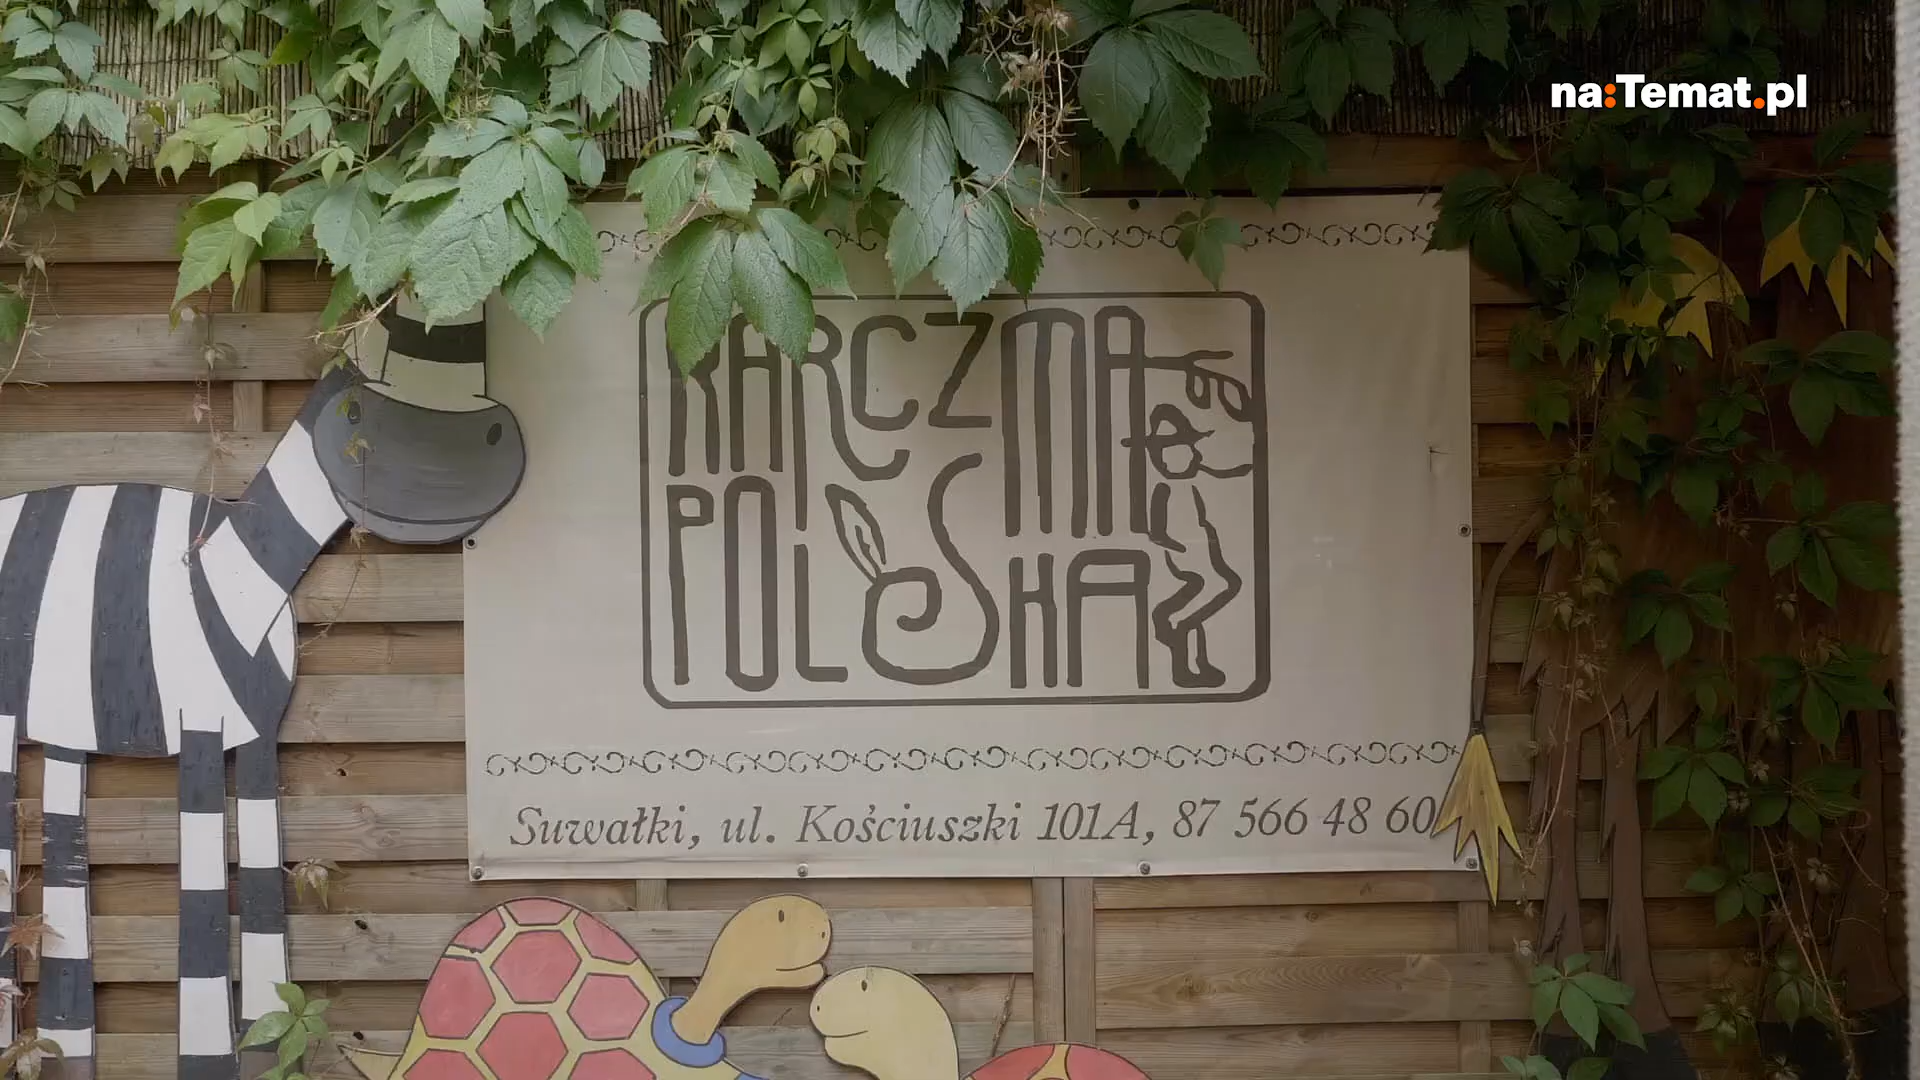 na:Temat.pl
KARCZMA
POLSKA
Suwałki, ul. Kościuszki 101A, 87 566 48 60